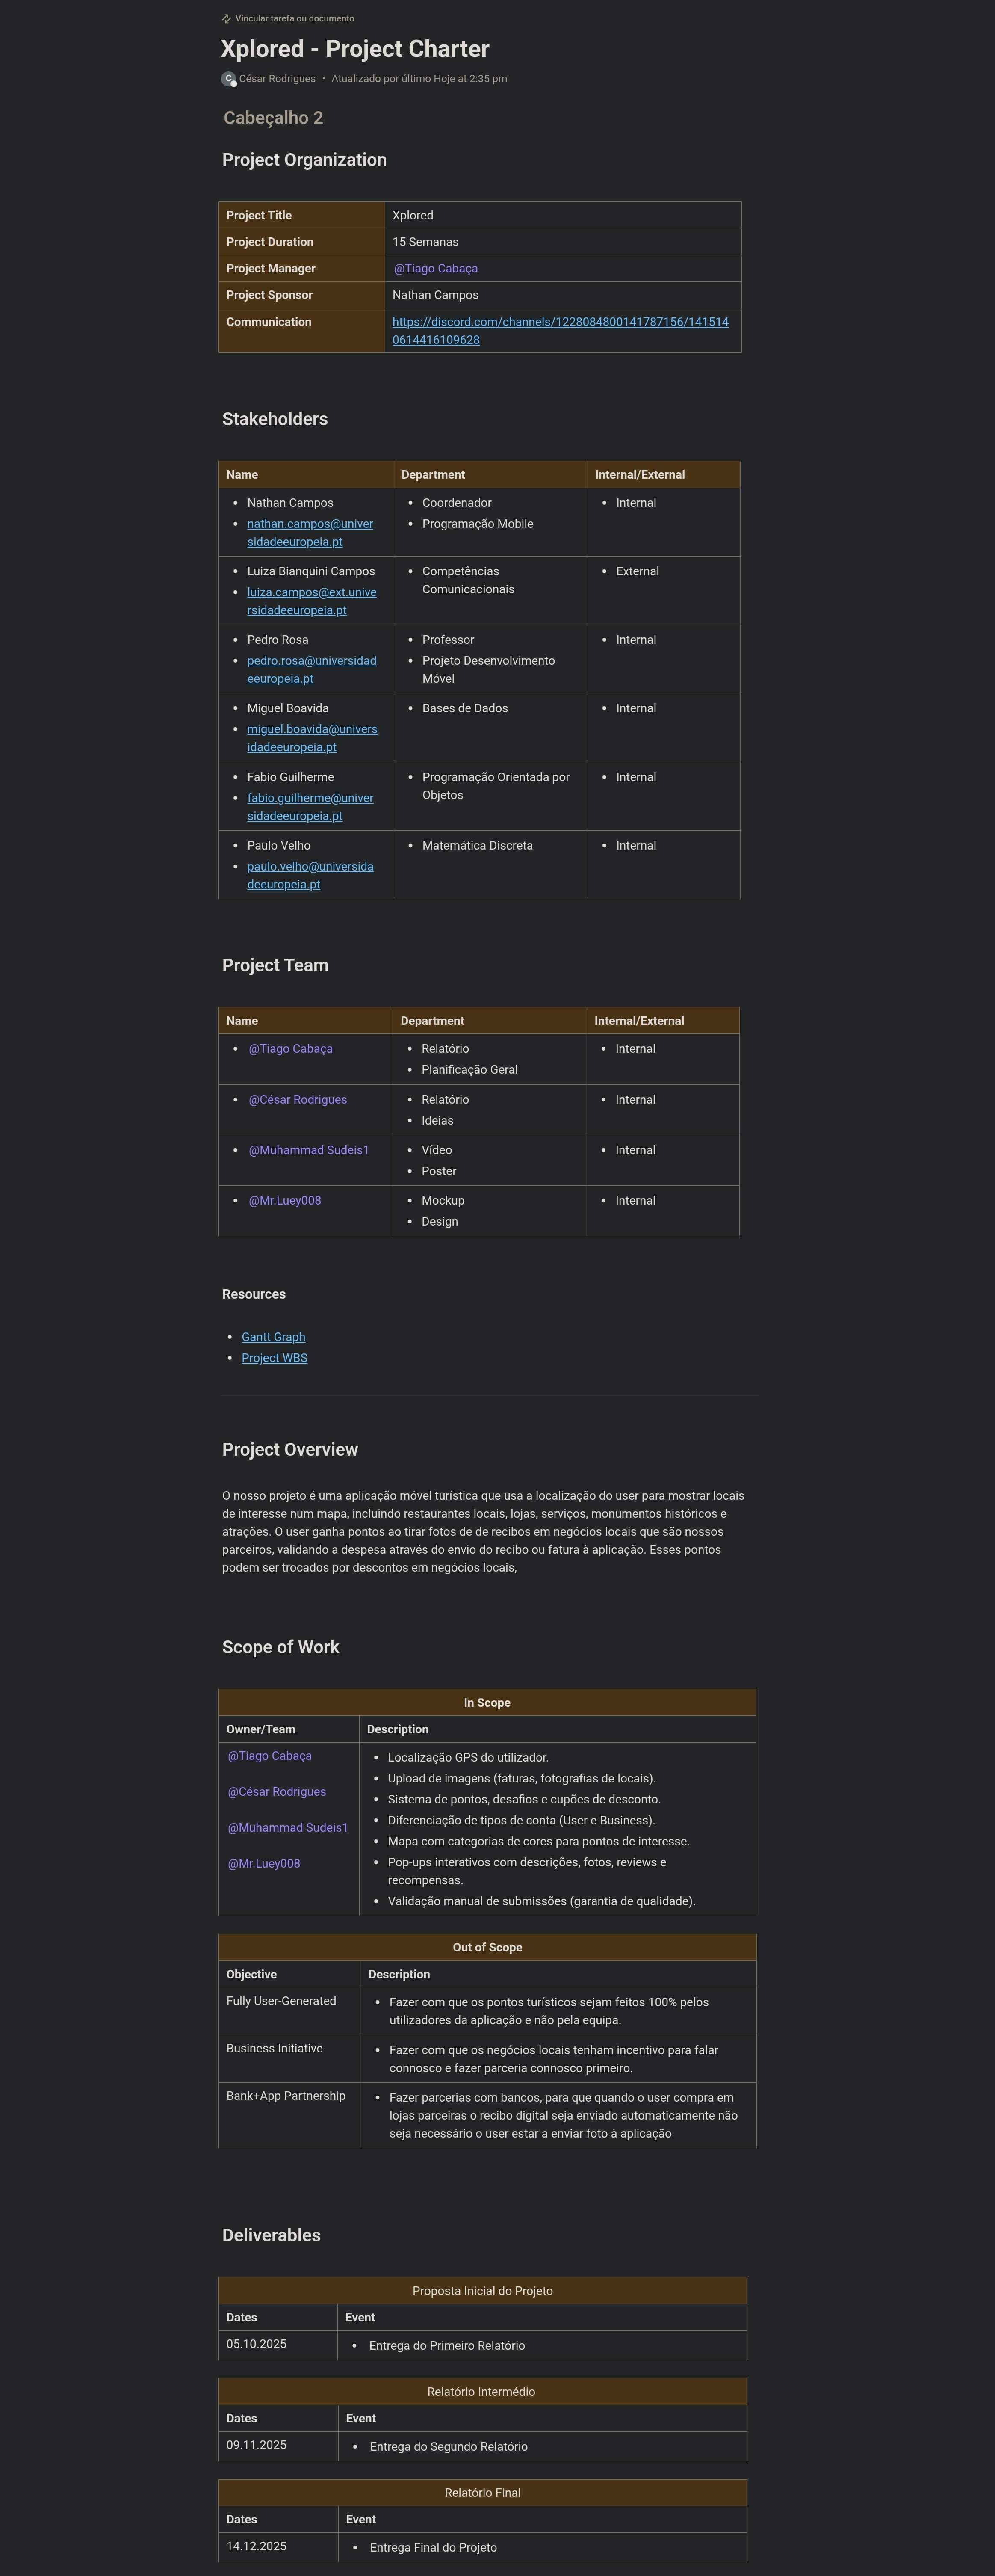 Vincular tarefa ou documento
Xplored - Project Charter
C César Rodrigues • Atualizado por último Hoje at 2:35 pm
Cabeçalho 2
Project Organization
Project Title Xplored
Project Duration 15 Semanas
Project Manager @Tiago Cabaça
Project Sponsor Nathan Campos
Communication https://discord.com/channels/1228084800141787156/141514
0614416109628
Stakeholders
Name Department Internal/External
• Nathan Campos • Coordenador • Internal
• nathan.campos@univer • Programação Mobile
sidadeeuropeia.pt
• Luiza Bianquini Campos • Competências • External
• luiza.campos@ext.unive Comunicacionais
rsidadeeuropeia.pt
• Pedro Rosa • Professor • Internal
• pedro.rosa@universidad • Projeto Desenvolvimento
eeuropeia.pt Móvel
• Miguel Boavida • Bases de Dados • Internal
• miguel.boavida@univers
idadeeuropeia.pt
• Fabio Guilherme • Programação Orientada por • Internal
• fabio.guilherme@univer Objetos
sidadeeuropeia.pt
• Paulo Velho • Matemática Discreta • Internal
• paulo.velho@universida
deeuropeia.pt
Project Team
Name Department Internal/External
• @Tiago Cabaça • Relatório • Internal
• Planificação Geral
• @César Rodrigues • Relatório • Internal
• Ideias
• @Muhammad Sudeis1 • Vídeo • Internal
• Poster
• @Mr.Luey008 • Mockup • Internal
• Design
Resources
• Gantt Graph
• Project WBS
Project Overview
O nosso projeto é uma aplicação móvel turística que usa a localização do user para mostrar locais
de interesse num mapa, incluindo restaurantes locais, lojas, serviços, monumentos históricos e
atrações. O user ganha pontos ao tirar fotos de de recibos em negócios locais que são nossos
parceiros, validando a despesa através do envio do recibo ou fatura à aplicação. Esses pontos
podem ser trocados por descontos em negócios locais,
Scope of Work
In Scope
Owner/Team Description
@Tiago Cabaça
@César Rodrigues
@Muhammad Sudeis1
@Mr.Luey008
• Localização GPS do utilizador.
• Upload de imagens (faturas, fotografias de locais).
• Sistema de pontos, desafios e cupões de desconto.
• Diferenciação de tipos de conta (User e Business).
• Mapa com categorias de cores para pontos de interesse.
• Pop-ups interativos com descrições, fotos, reviews e
recompensas.
• Validação manual de submissões (garantia de qualidade).
Out of Scope
Objective Description
Fully User-Generated • Fazer com que os pontos turísticos sejam feitos 100% pelos
utilizadores da aplicação e não pela equipa.
Business Initiative • Fazer com que os negócios locais tenham incentivo para falar
connosco e fazer parceria connosco primeiro.
Bank+App Partnership • Fazer parcerias com bancos, para que quando o user compra em
lojas parceiras o recibo digital seja enviado automaticamente não
seja necessário o user estar a enviar foto à aplicação
Deliverables
Proposta Inicial do Projeto
Dates Event
05.10.2025 • Entrega do Primeiro Relatório
Relatório Intermédio
Dates Event
09.11.2025 • Entrega do Segundo Relatório
Relatório Final
Dates Event
14.12.2025 • Entrega Final do Projeto